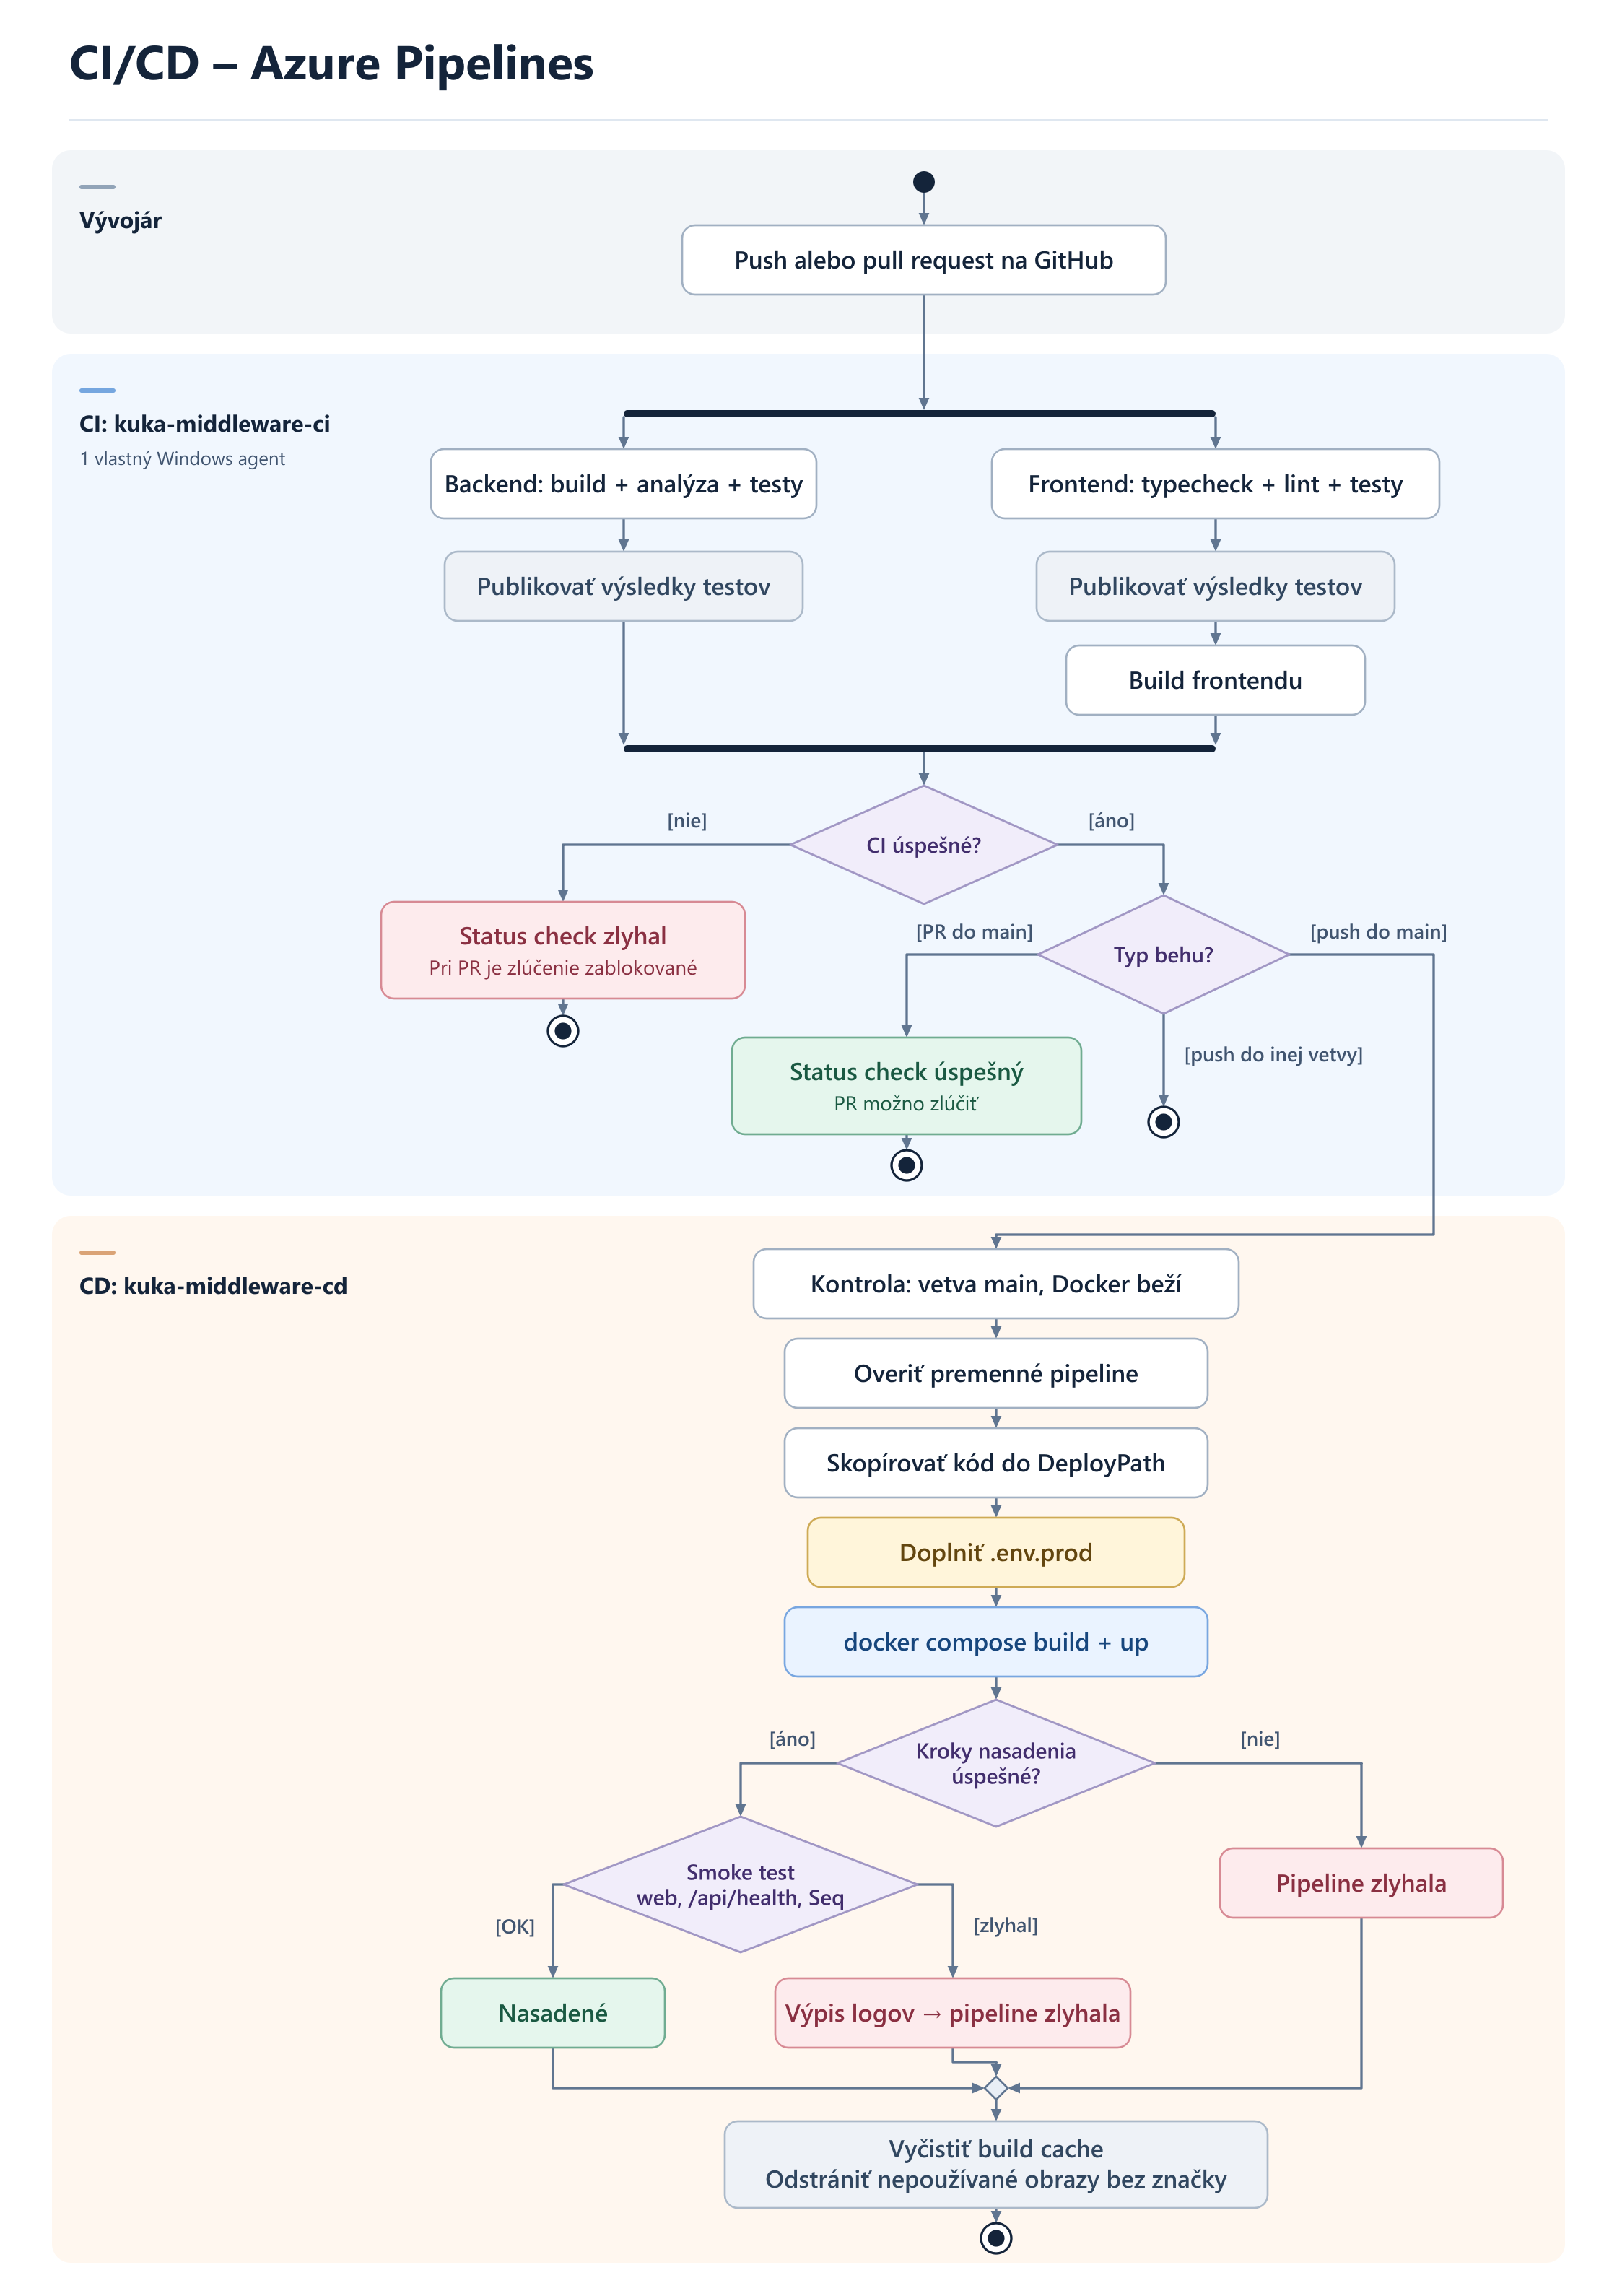 CI/CD – Azure Pipelines
Vývojár
Push alebo pull request na GitHub
CI: kuka-middleware-ci
1 vlastný Windows agent
Backend: build + analýza + testy
Frontend: typecheck + lint + testy
Publikovať výsledky testov
Publikovať výsledky testov
Build frontendu
[nie]
CI úspešné?
[áno]
Status check zlyhal
Pri PR je zlúčenie zablokované
[PR do main]
Typ behu?
[push do main]
Status check úspešný
PR možno zlúčiť
[push do inej vetvy]
CD: kuka-middleware-cd
Kontrola: vetva main, Docker beží
Overiť premenné pipeline
Skopírovať kód do DeployPath
Doplniť .env.prod
docker compose build + up
[áno]
Kroky nasadenia
úspešné?
[nie]
Smoke test
web, /api/health, Seq
Pipeline zlyhala
[OK]
[zlyhal]
Nasadené
Výpis logov → pipeline zlyhala
Vyčistiť build cache
Odstrániť nepoužívané obrazy bez značky